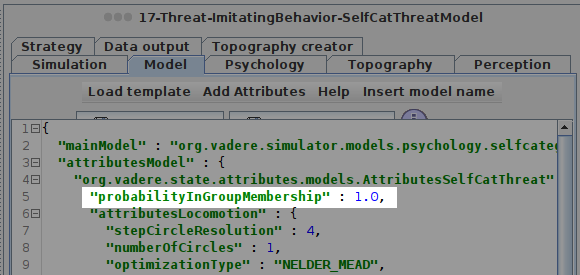 17-Threat-ImitatingBehavior-SelfCatThreatModel
Strategy Data output Topography creator
Simulation Model Psychology Topography Perception
Load template Add Attributes Help Insert model name
1 {
2 "mainModel" : "org.vadere.simulator.models.psychology.selfcateg
3 "attributesModel" : {
4 "org.vadere.state.attributes.models.AttributesSelfCatThreat"
5 "probabilityInGroupMembership" : 1.0,
6 "attributesLocomotion" : {
7 "stepCircleResolution" : 4,
8 "numberOfCircles" : 1,
9 "optimizationType" : "NELDER_MEAD",